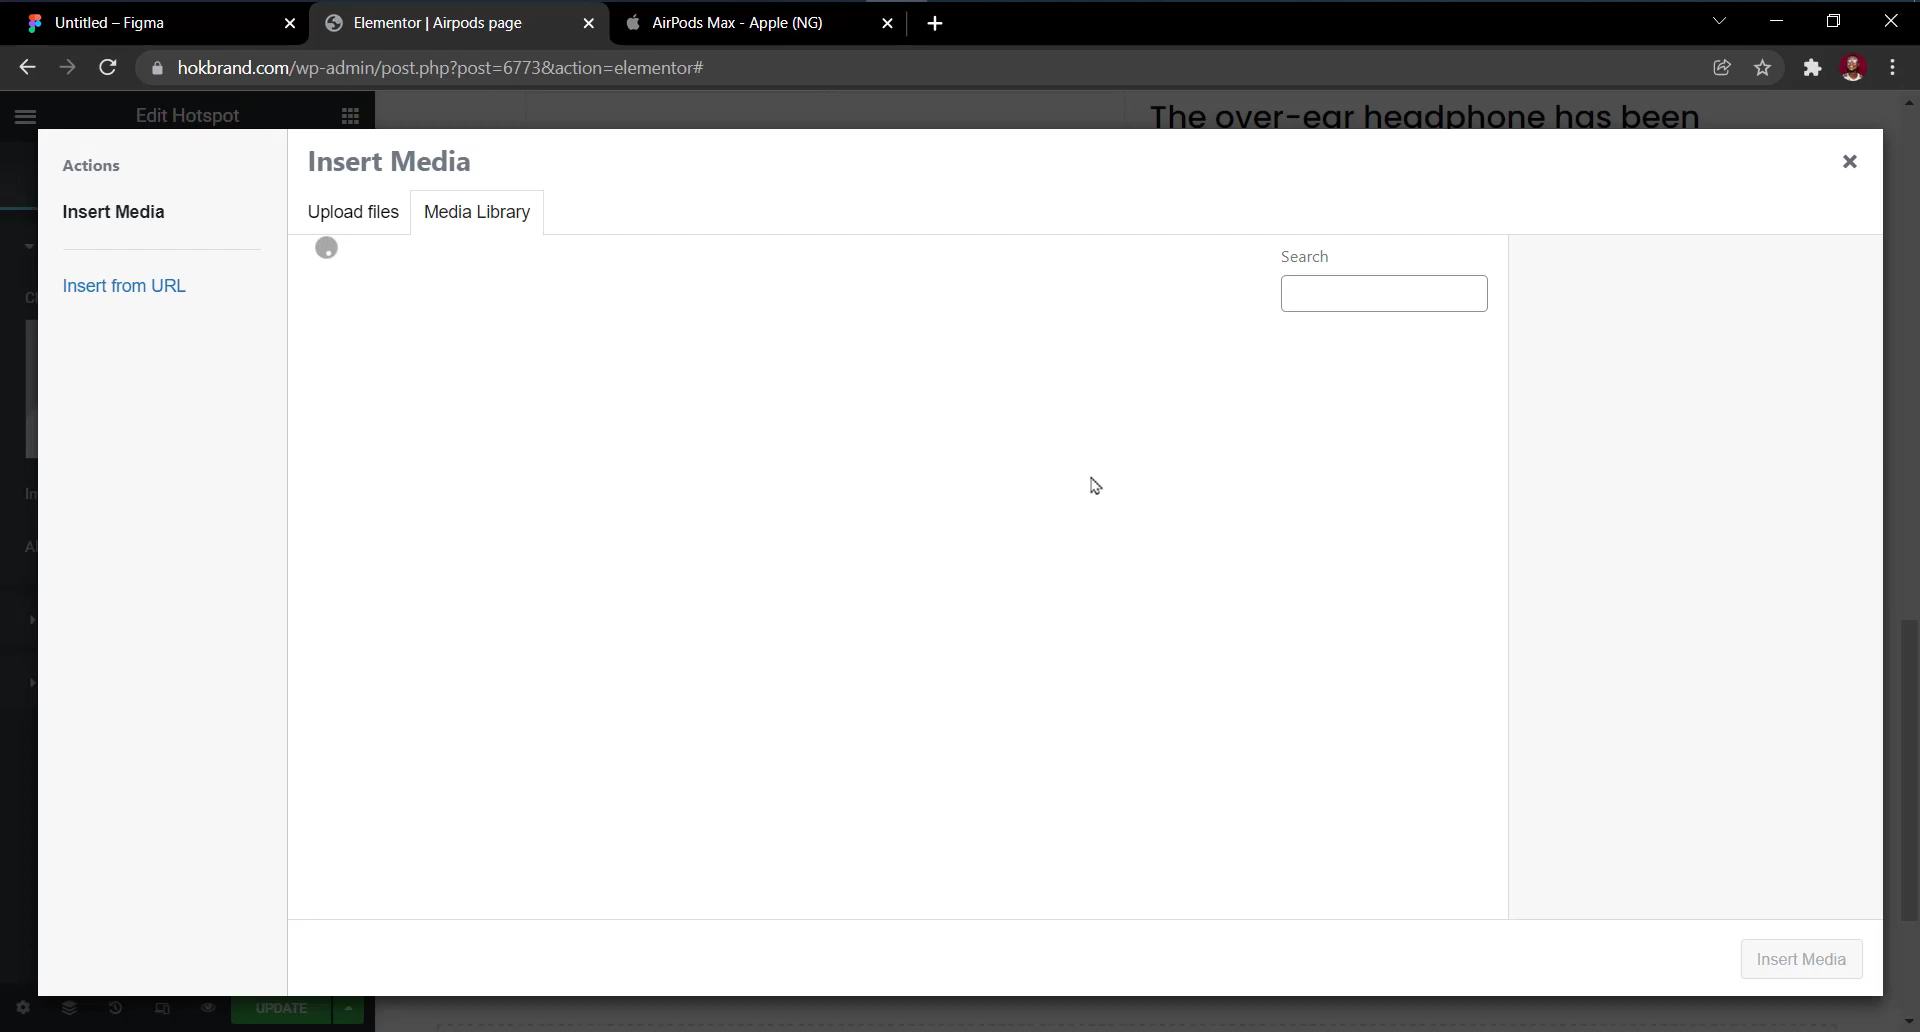 Untitled – Figma
Elementor | Airpods page
AirPods Max - Apple (NG)
hokbrand.com/wp-admin/post.php?post=6773&action=elementor#
Edit Hotspot
The over-ear headphone has been
Actions
Insert Media
Insert Media
Upload files
Media Library
Insert from URL
Search
Insert Media
UPDATE